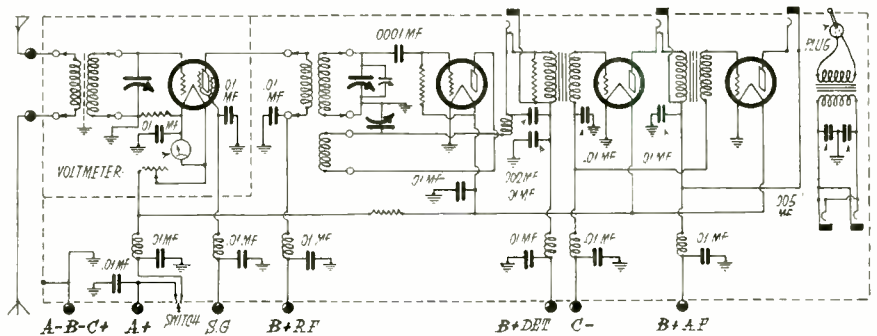 .0001 MF
PLUG
.01 MF
.01 MF
.01 MF
VOLTMETER
.01 MF
.002 MF
.01 MF
.01 MF
.01 MF
.005 MF
.01 MF
.01 MF
.01 MF
.01 MF
.01 MF
.01 MF
.01 MF
SWITCH
A-B-C+
A+
S.G
B+R.F
B+DET
C-
B+A.F